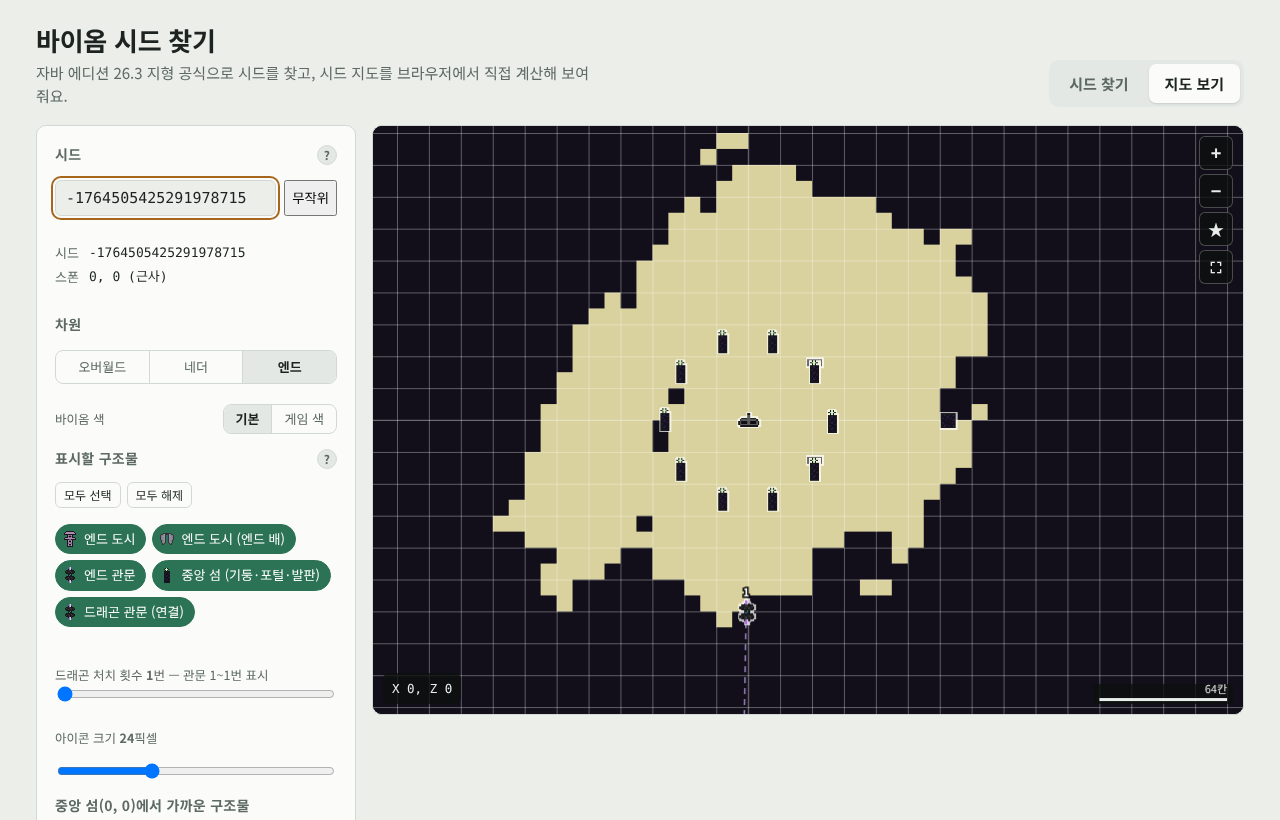 바이옴 시드 찾기
자바 에디션 26.3 지형 공식으로 시드를 찾고, 시드 지도를 브라우저에서 직접 계산해 보여
줘요.
시드 찾기
지도 보기
시드
?
-1764505425291978715
무작위
시드 -1764505425291978715
스폰 0, 0 (근사)
차원
오버월드
네더
엔드
바이옴 색
기본
게임 색
표시할 구조물
?
모두 선택
모두 해제
엔드 도시
엔드 도시 (엔드 배)
엔드 관문
중앙 섬 (기둥·포털·발판)
드래곤 관문 (연결)
드래곤 처치 횟수 1번 — 관문 1~1번 표시
아이콘 크기 24픽셀
중앙 섬(0, 0)에서 가까운 구조물
+
−
★
1
X 0, Z 0
64칸